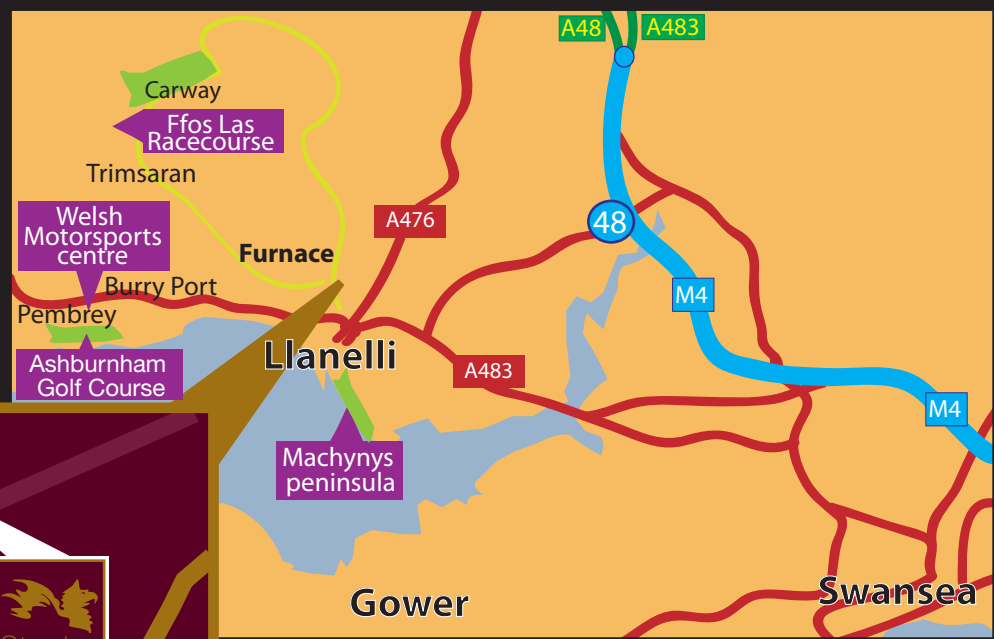 A48
A483
Carway
Ffos Las
Racecourse
Trimsaran
Welsh
Motorsports
centre
A476
48
Furnace
Burry Port
M4
Pembrey
Llanelli
Ashburnham
Golf Course
A483
M4
Machynys
peninsula
Gower
Swansea